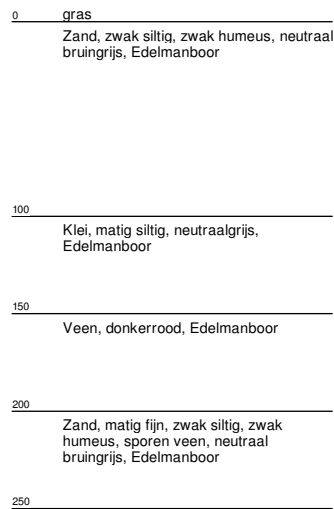 0 gras
Zand, zwak siltig, zwak humeus, neutraal
bruingrijs, Edelmanboor
100
Klei, matig siltig, neutraalgrijs,
Edelmanboor
150
Veen, donkerrood, Edelmanboor
200
Zand, matig fijn, zwak siltig, zwak
humeus, sporen veen, neutraal
bruingrijs, Edelmanboor
250